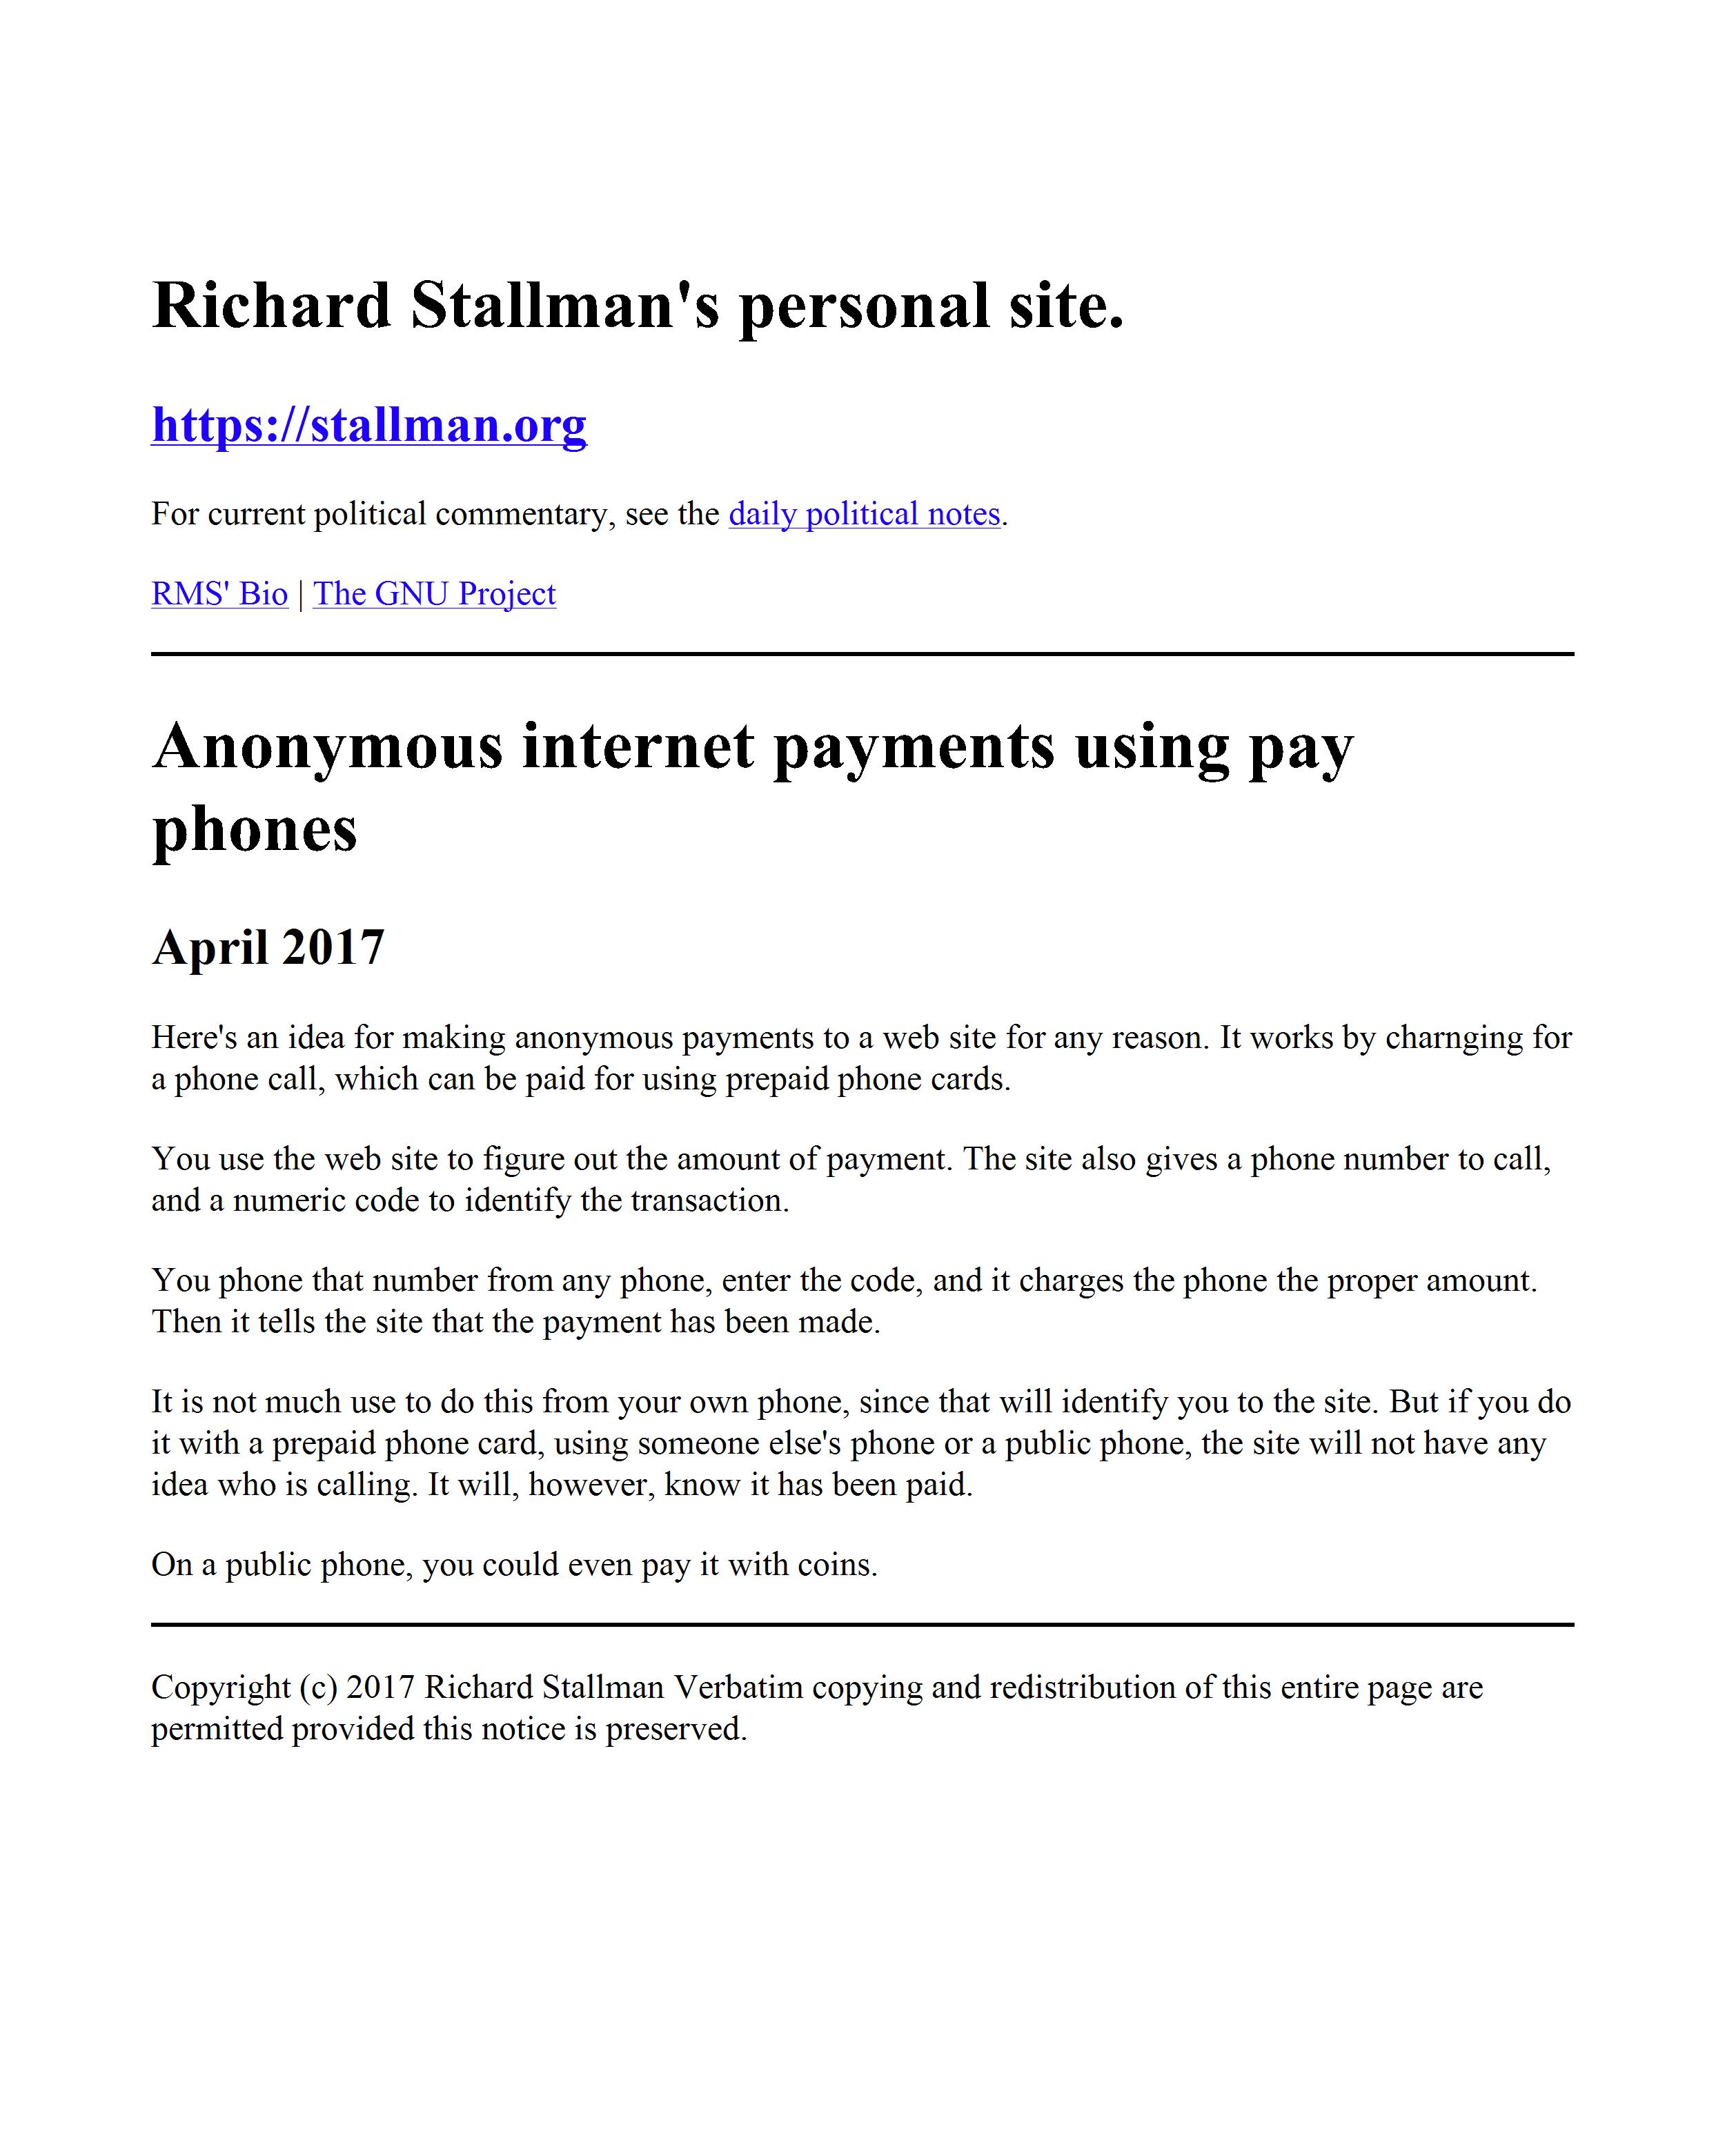 Richard Stallman's personal site.
https://stallman.org
For current political commentary, see the daily political notes.
RMS' Bio | The GNU Project
Anonymous internet payments using pay
phones
April 2017
Here's an idea for making anonymous payments to a web site for any reason. It works by charnging for
a phone call, which can be paid for using prepaid phone cards.
You use the web site to figure out the amount of payment. The site also gives a phone number to call,
and a numeric code to identify the transaction.
You phone that number from any phone, enter the code, and it charges the phone the proper amount.
Then it tells the site that the payment has been made.
It is not much use to do this from your own phone, since that will identify you to the site. But if you do
it with a prepaid phone card, using someone else's phone or a public phone, the site will not have any
idea who is calling. It will, however, know it has been paid.
On a public phone, you could even pay it with coins.
Copyright (c) 2017 Richard Stallman Verbatim copying and redistribution of this entire page are
permitted provided this notice is preserved.